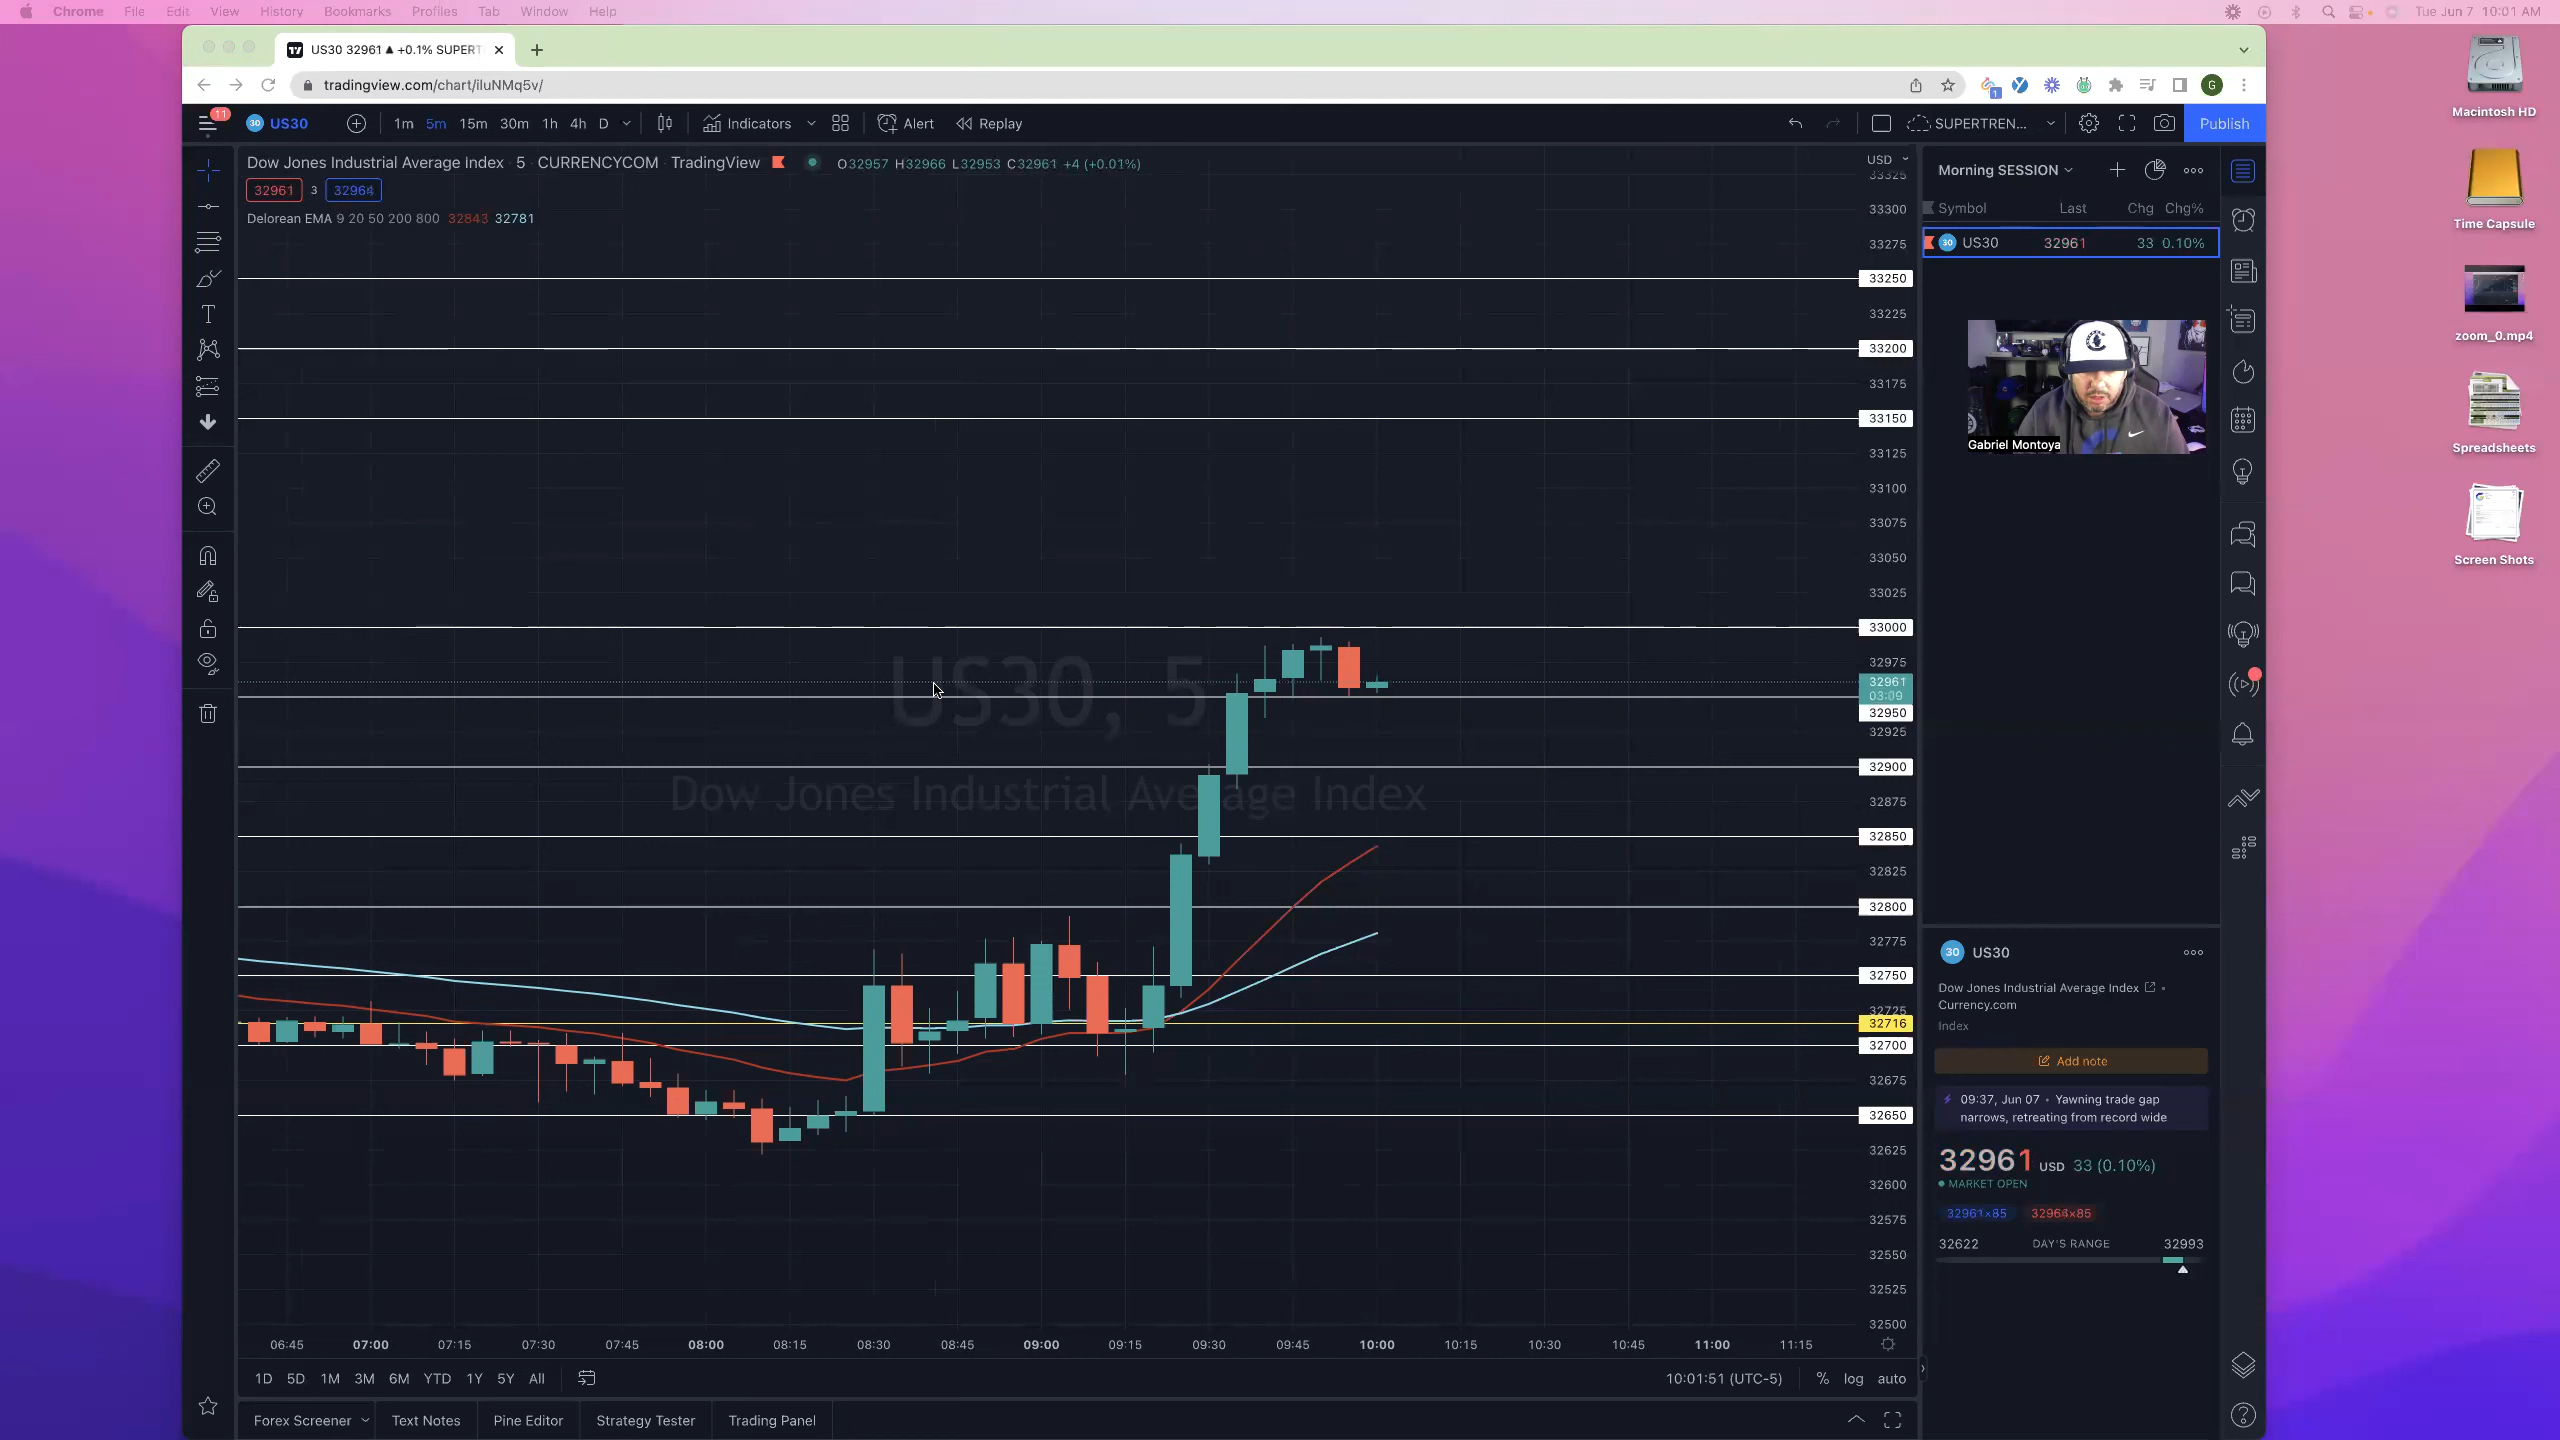 Chrome File Edit View History Bookmarks Profiles Tab Window Help Tue Jun 7 10:01 AM
US30 32961 ▲ +0.1% SUPERT
tradingview.com/chart/iluNMq5v/
11
30 US30 1m 5m 15m 30m 1h 4h D Indicators Alert Replay SUPERTREN... Publish
Dow Jones Industrial Average Index 5 CURRENCYCOM TradingView O32957 H32966 L32953 C32961 +4 (+0.01%)
32961 3 32964
Delorean EMA 9 20 50 200 800 32843 32781
US30, 5
Dow Jones Industrial Average Index
USD
33325
33300
33275
33250
33225
33200
33175
33150
33125
33100
33075
33050
33025
33000
32975
32961
03:09
32950
32925
32900
32875
32850
32825
32800
32775
32750
32725
32716
32700
32675
32650
32625
32600
32575
32550
32525
32500
06:45 07:00 07:15 07:30 07:45 08:00 08:15 08:30 08:45 09:00 09:15 09:30 09:45 10:00 10:15 10:30 10:45 11:00 11:15
1D 5D 1M 3M 6M YTD 1Y 5Y All 10:01:51 (UTC-5) % log auto
Forex Screener Text Notes Pine Editor Strategy Tester Trading Panel
Morning SESSION
Symbol Last Chg Chg%
30 US30 32961 33 0.10%
Gabriel Montoya
30 US30
Dow Jones Industrial Average Index •
Currency.com
Index
Add note
09:37, Jun 07 • Yawning trade gap
narrows, retreating from record wide
32961 USD 33 (0.10%)
MARKET OPEN
32961×85 32964×85
32622 DAY'S RANGE 32993
Macintosh HD
Time Capsule
zoom_0.mp4
Spreadsheets
Screen Shots